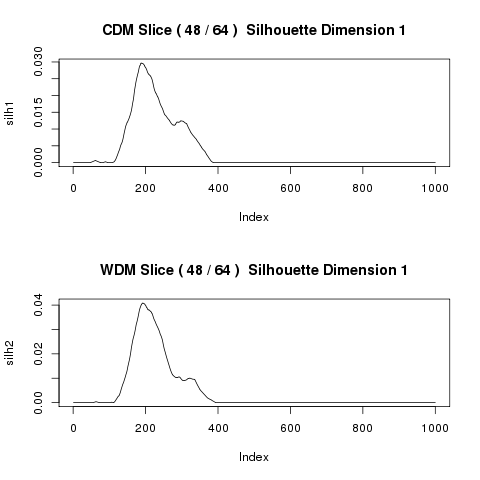 CDM Slice ( 48 / 64 )  Silhouette Dimension 1
silh1
0.030
0.015
0.000
0 200 400 600 800 1000
Index
WDM Slice ( 48 / 64 )  Silhouette Dimension 1
silh2
0.04
0.02
0.00
0 200 400 600 800 1000
Index